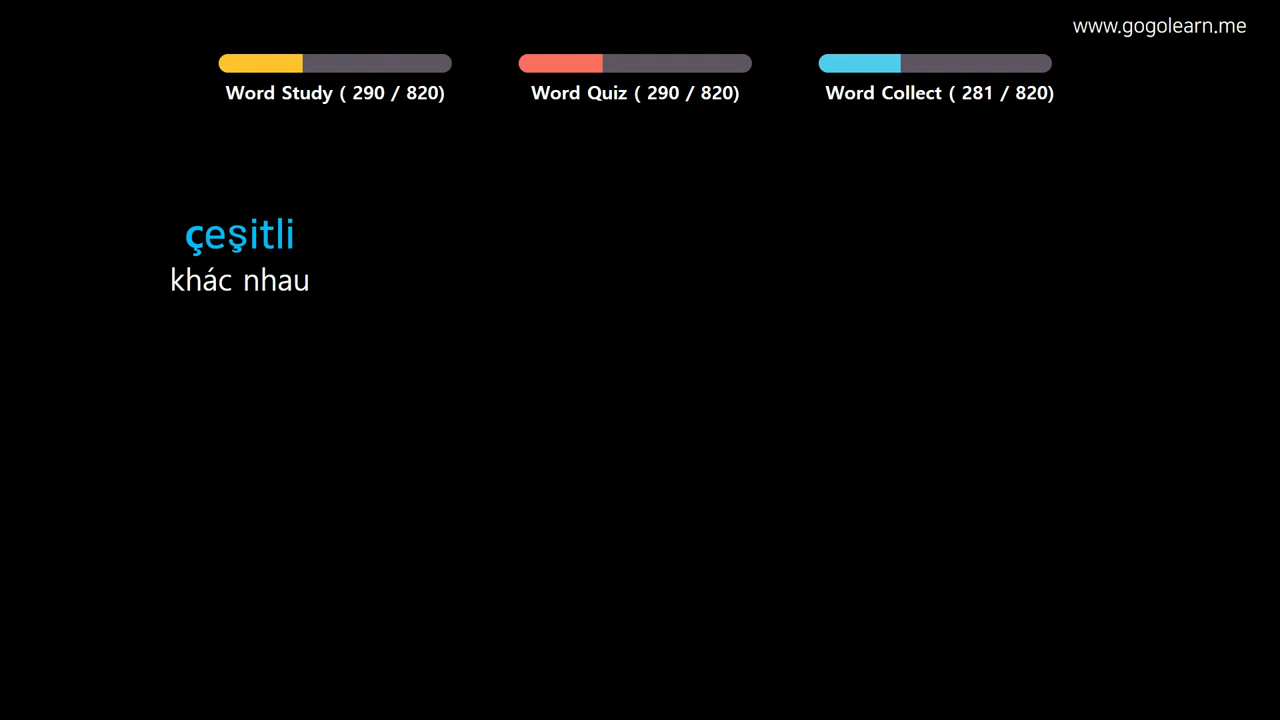 www.gogolearn.me
Word Study ( 290 / 820)
Word Quiz ( 290 / 820)
Word Collect ( 281 / 820)
çeşitli
khác nhau